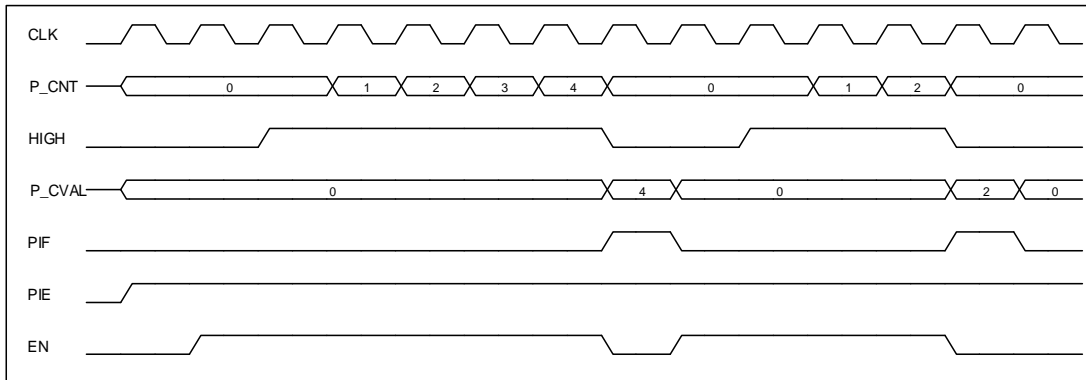 CLK
P_CNT 0 1 2 3 4 0 1 2 0
HIGH
P_CVAL 0 4 0 2 0
PIF
PIE
EN